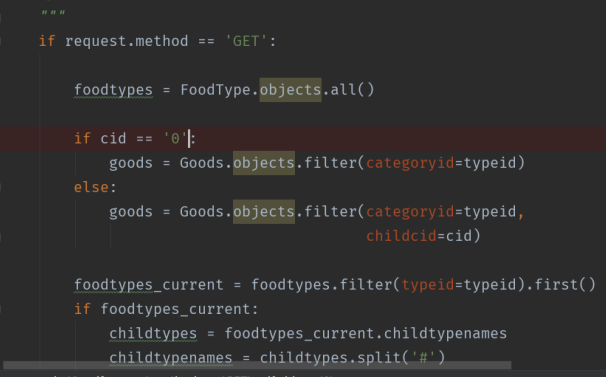 """
if request.method == 'GET':
foodtypes = FoodType.objects.all()
if cid == '0':
goods = Goods.objects.filter(categoryid=typeid)
else:
goods = Goods.objects.filter(categoryid=typeid,
childcid=cid)
foodtypes_current = foodtypes.filter(typeid=typeid).first()
if foodtypes_current:
childtypes = foodtypes_current.childtypenames
childtypenames = childtypes.split('#')